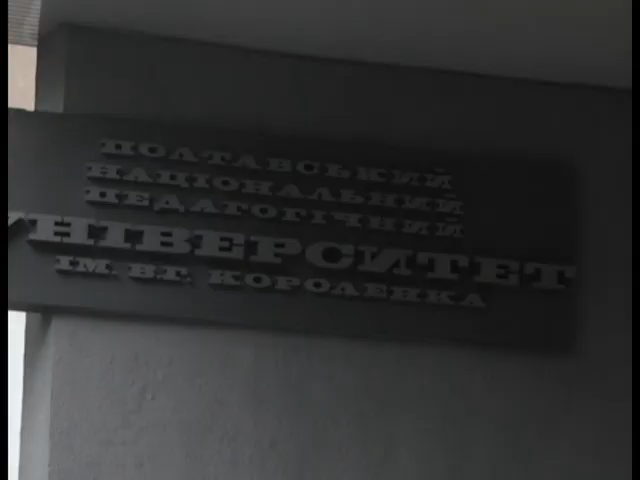 ПОЛТАВСЬКИЙ
НАЦІОНАЛЬНИЙ
ПЕДАГОГІЧНИЙ
УНІВЕРСИТЕТ
ІМ. В.Г. КОРОЛЕНКА